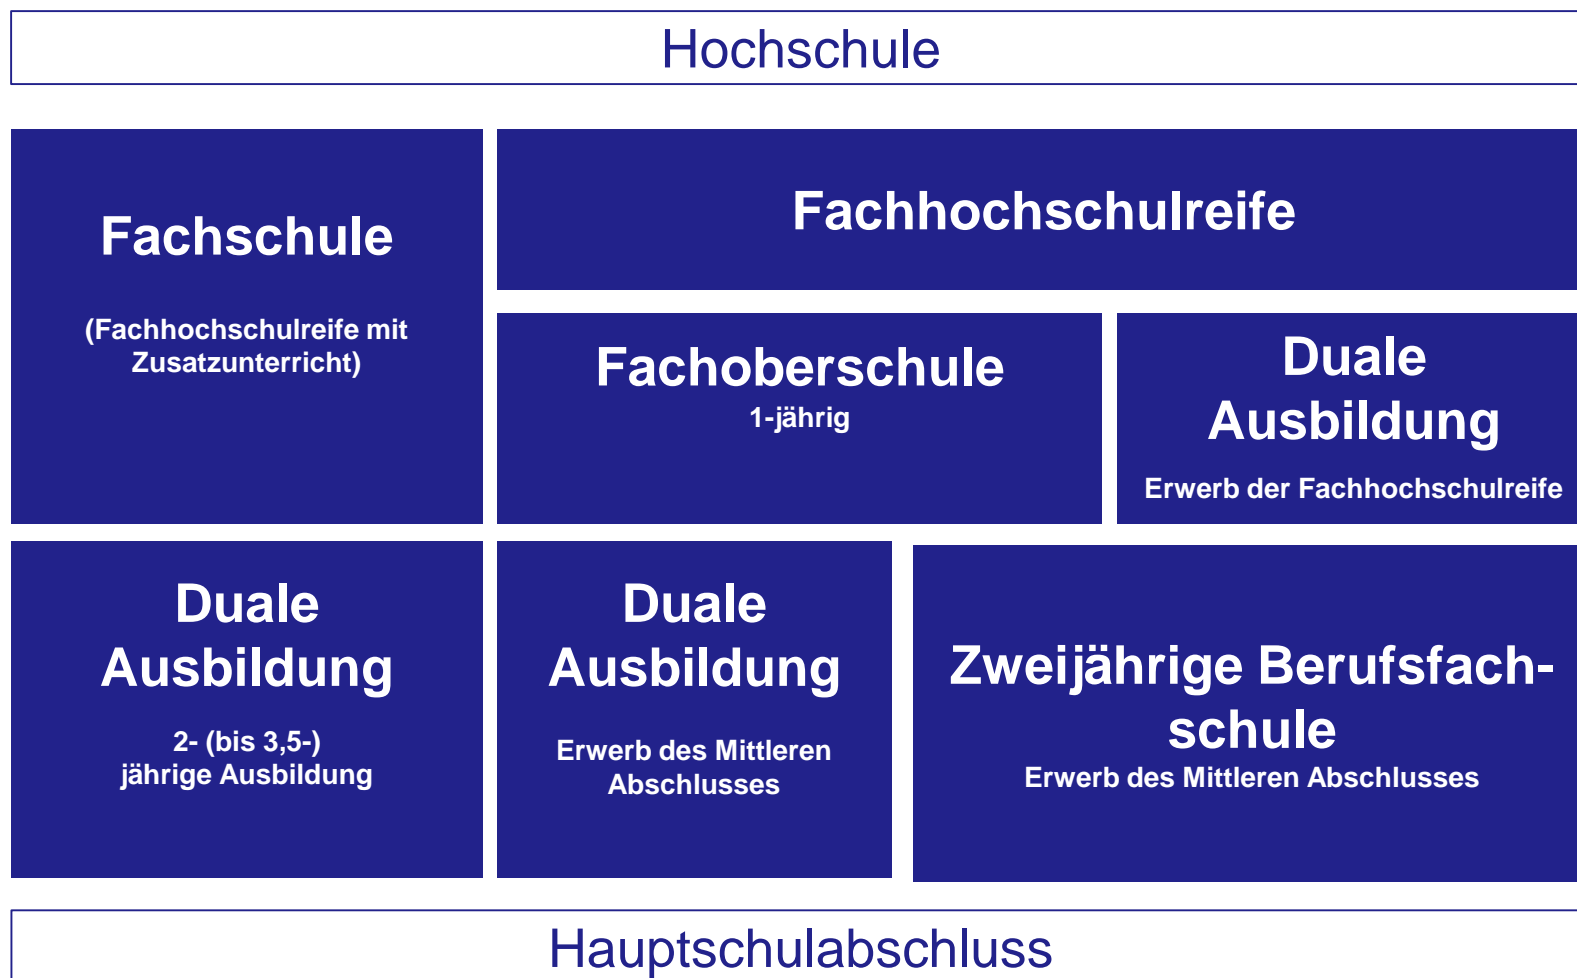 Hochschule
Fachschule
(Fachhochschulreife mit
Zusatzunterricht)
Fachhochschulreife
Fachoberschule
1-jährig
Duale
Ausbildung
Erwerb der Fachhochschulreife
Duale
Ausbildung
2- (bis 3,5-)
jährige Ausbildung
Duale
Ausbildung
Erwerb des Mittleren
Abschlusses
Zweijährige Berufsfach-
schule
Erwerb des Mittleren Abschlusses
Hauptschulabschluss